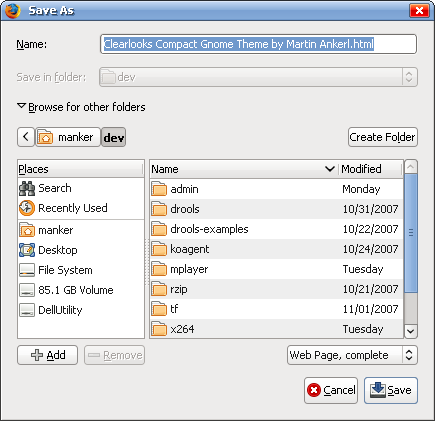 Save As
Name: Clearlooks Compact Gnome Theme by Martin Ankerl.html
Save in folder: dev
Browse for other folders
manker dev Create Folder
Places Name Modified
Search admin Monday
Recently Used drools 10/31/2007
drools-examples 10/22/2007
manker koagent 10/24/2007
Desktop mplayer Tuesday
File System rzip 10/21/2007
85.1 GB Volume tf 11/01/2007
DellUtility x264 Tuesday
Add Remove Web Page, complete
Cancel Save